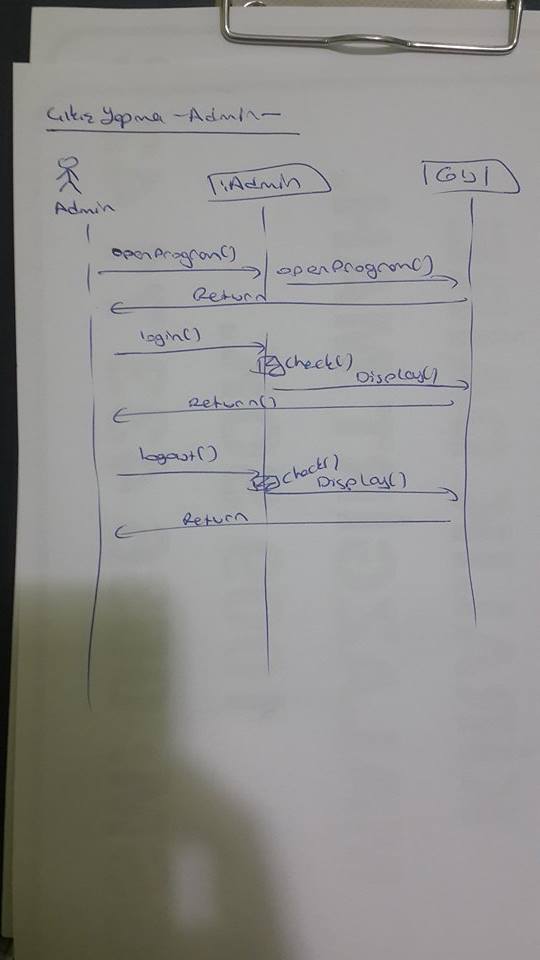 Çıkış Yapma -Admin-
Admin
:Admin
GUI
openProgram()
openProgram()
Return
login()
check()
Display()
Return()
logout()
check()
Display()
Return